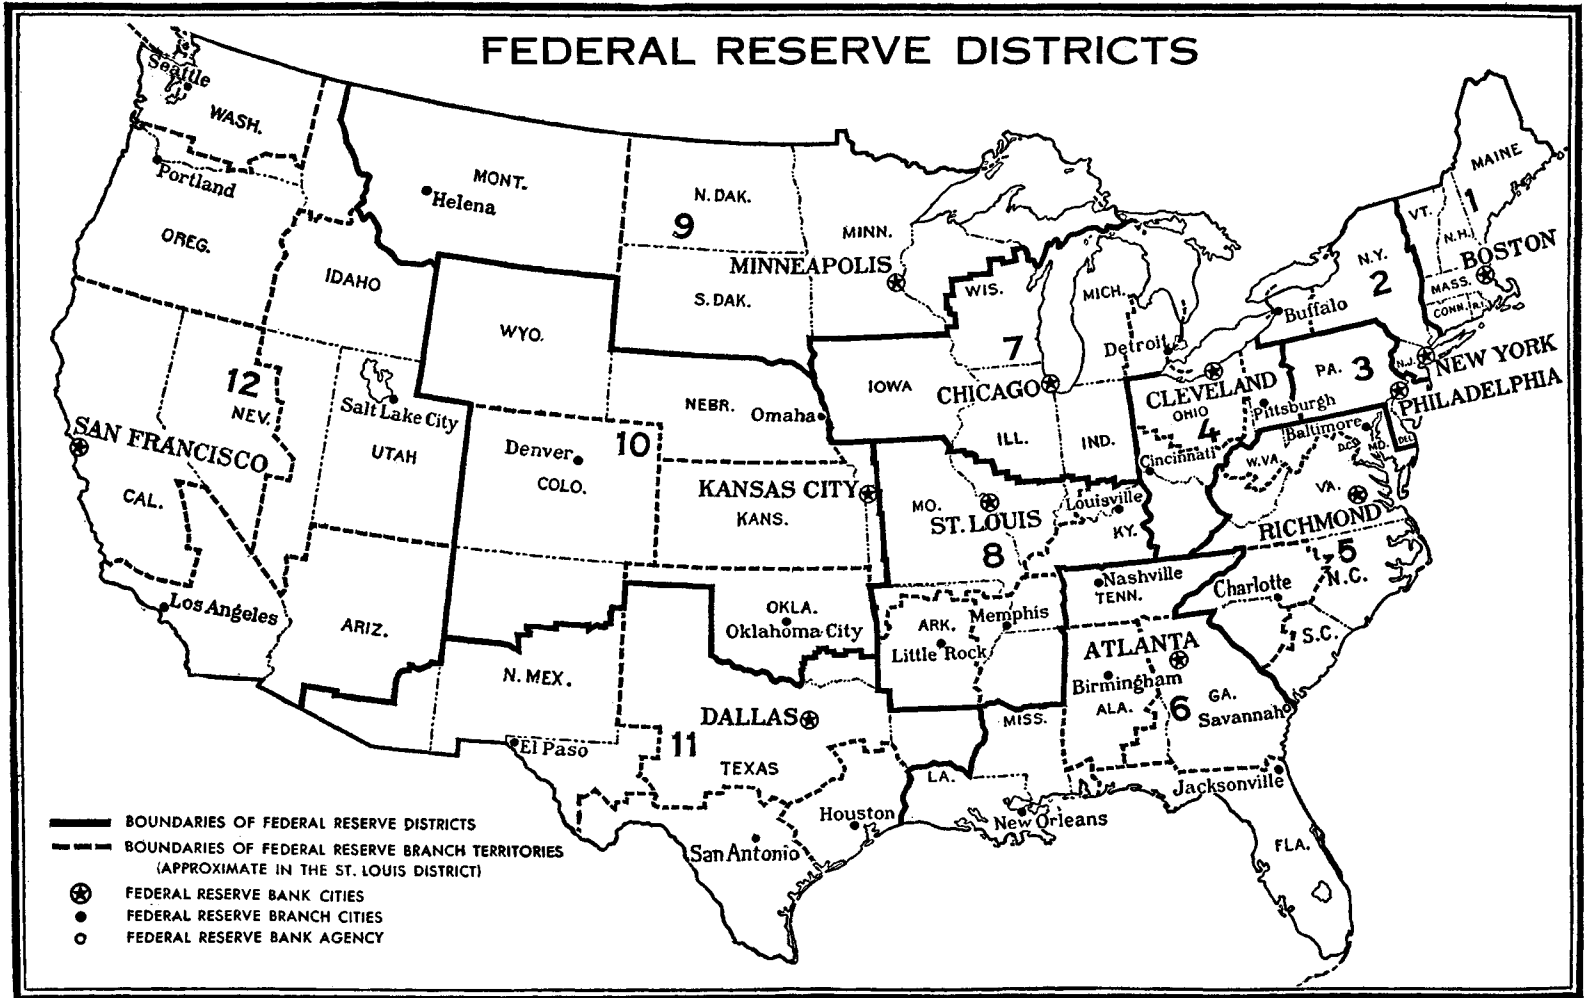 FEDERAL RESERVE DISTRICTS
Seattle
WASH.
Portland
OREG.
IDAHO
MONT.
Helena
N. DAK.
9
S. DAK.
MINN.
MINNEAPOLIS
WIS.
MICH.
7
Detroit
MAINE
1
VT.
N.H.
BOSTON
MASS.
CONN.
R.I.
N.Y.
2
Buffalo
NEW YORK
N.J.
PA.
3
PHILADELPHIA
WYO.
12
NEV.
Salt Lake City
UTAH
SAN FRANCISCO
CAL.
Los Angeles
ARIZ.
NEBR.
Omaha
10
Denver
COLO.
KANSAS CITY
KANS.
IOWA
CHICAGO
ILL.
IND.
CLEVELAND
OHIO
4
Pittsburgh
Cincinnati
Baltimore
D.C.
MD.
DEL.
W.VA.
VA.
RICHMOND
5
MO.
ST. LOUIS
8
Louisville
KY.
Nashville
TENN.
Charlotte
N.C.
S.C.
OKLA.
Oklahoma City
ARK.
Memphis
Little Rock
ATLANTA
Birmingham
ALA.
6
GA.
Savannah
MISS.
N. MEX.
El Paso
DALLAS
11
TEXAS
Houston
San Antonio
LA.
New Orleans
Jacksonville
FLA.
BOUNDARIES OF FEDERAL RESERVE DISTRICTS
BOUNDARIES OF FEDERAL RESERVE BRANCH TERRITORIES
(APPROXIMATE IN THE ST. LOUIS DISTRICT)
FEDERAL RESERVE BANK CITIES
FEDERAL RESERVE BRANCH CITIES
FEDERAL RESERVE BANK AGENCY